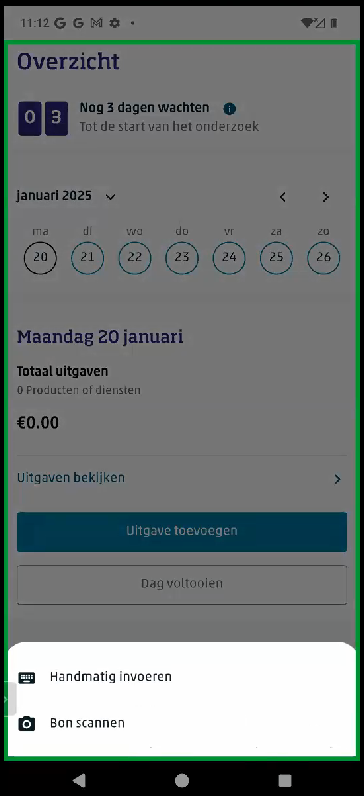 11:12
Overzicht
0 3
Nog 3 dagen wachten
Tot de start van het onderzoek
januari 2025
ma di wo do vr za zo
20 21 22 23 24 25 26
Maandag 20 januari
Totaal uitgaven
0 Producten of diensten
€0.00
Uitgaven bekijken
Uitgave toevoegen
Dag voltooien
Handmatig invoeren
Bon scannen